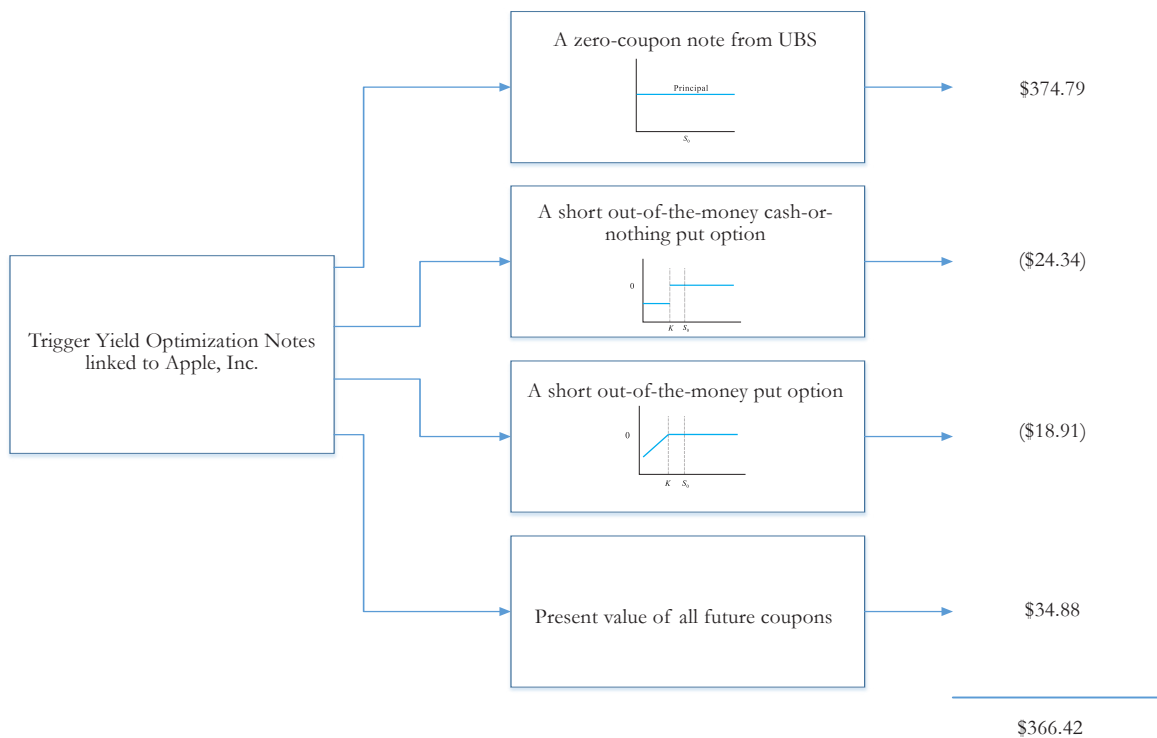 Trigger Yield Optimization Notes
linked to Apple, Inc.
A zero-coupon note from UBS
Principal
S₀
$374.79
A short out-of-the-money cash-or-
nothing put option
0
K S₀
($24.34)
A short out-of-the-money put option
0
K S₀
($18.91)
Present value of all future coupons
$34.88
$366.42